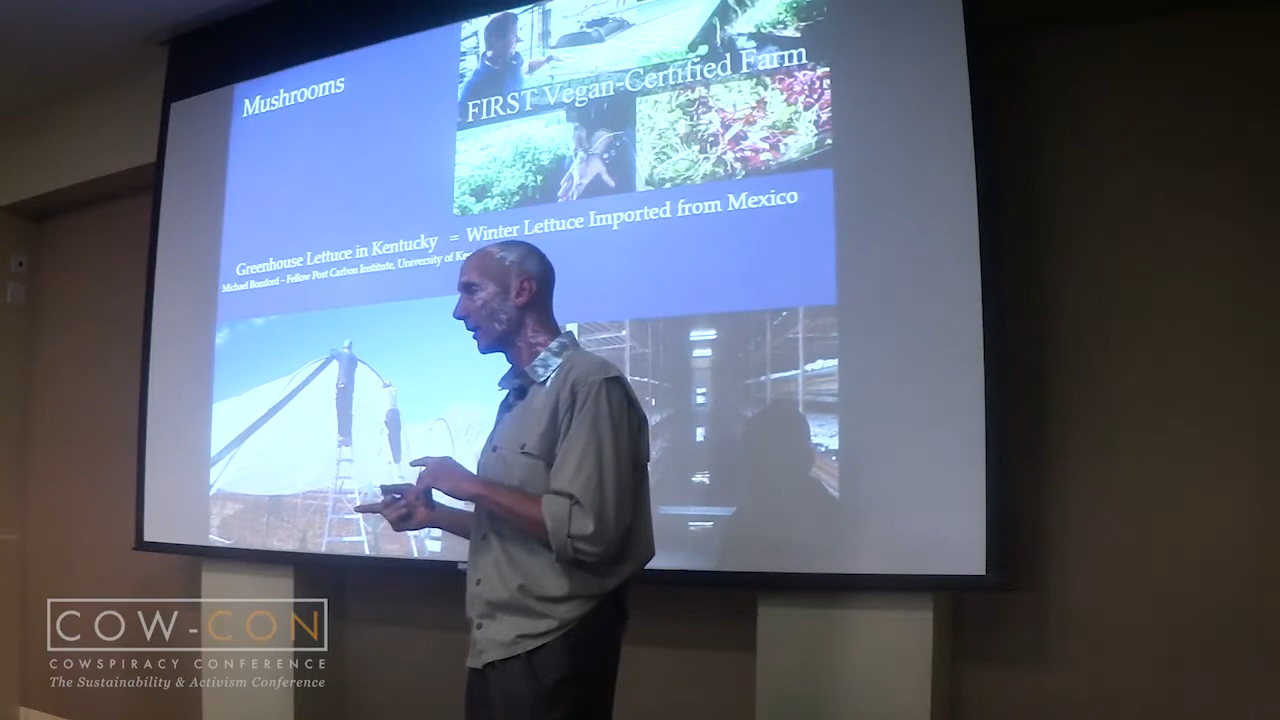 Mushrooms
FIRST Vegan-Certified Farm
Greenhouse Lettuce in Kentucky = Winter Lettuce Imported from Mexico
Michael Bomford – Fellow Post Carbon Institute, University of
COW-CON
COWSPIRACY CONFERENCE
The Sustainability & Activism Conference